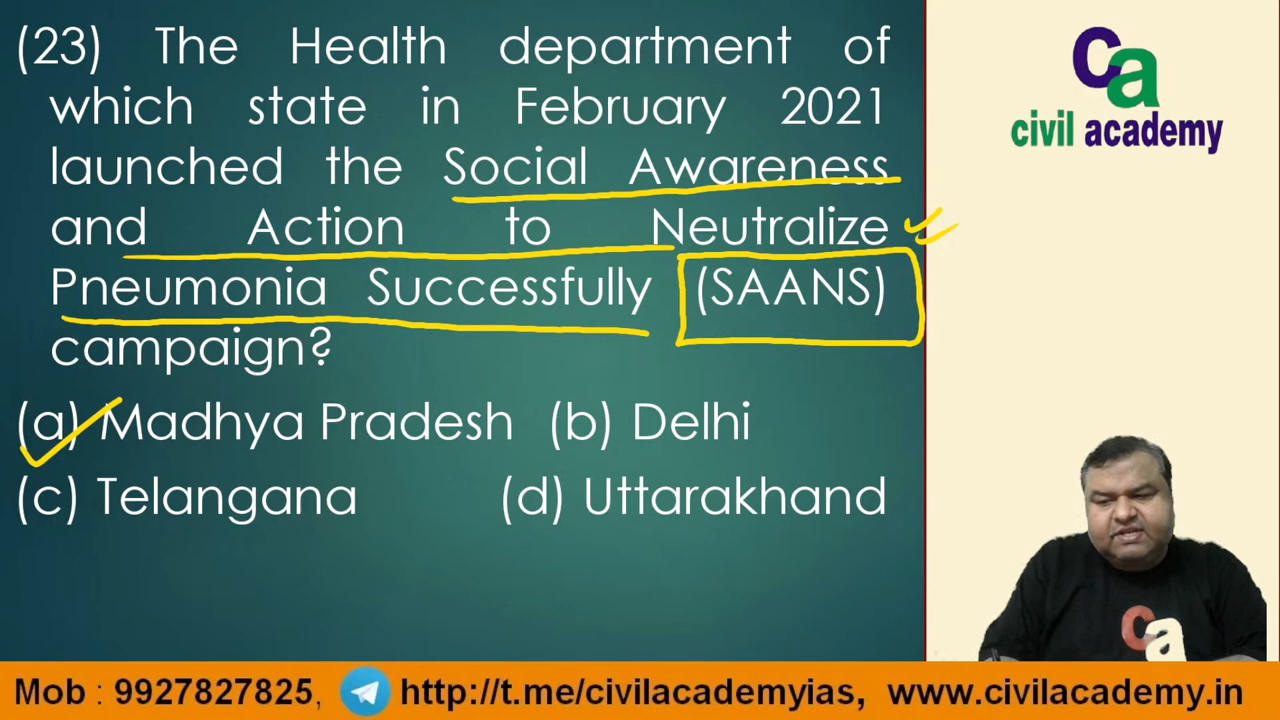 (23) The Health department of
which state in February 2021
launched the Social Awareness
and Action to Neutralize
Pneumonia Successfully (SAANS)
campaign?
(a) Madhya Pradesh (b) Delhi
(c) Telangana (d) Uttarakhand
ca
civil academy
ca
Mob : 9927827825, http://t.me/civilacademyias, www.civilacademy.in